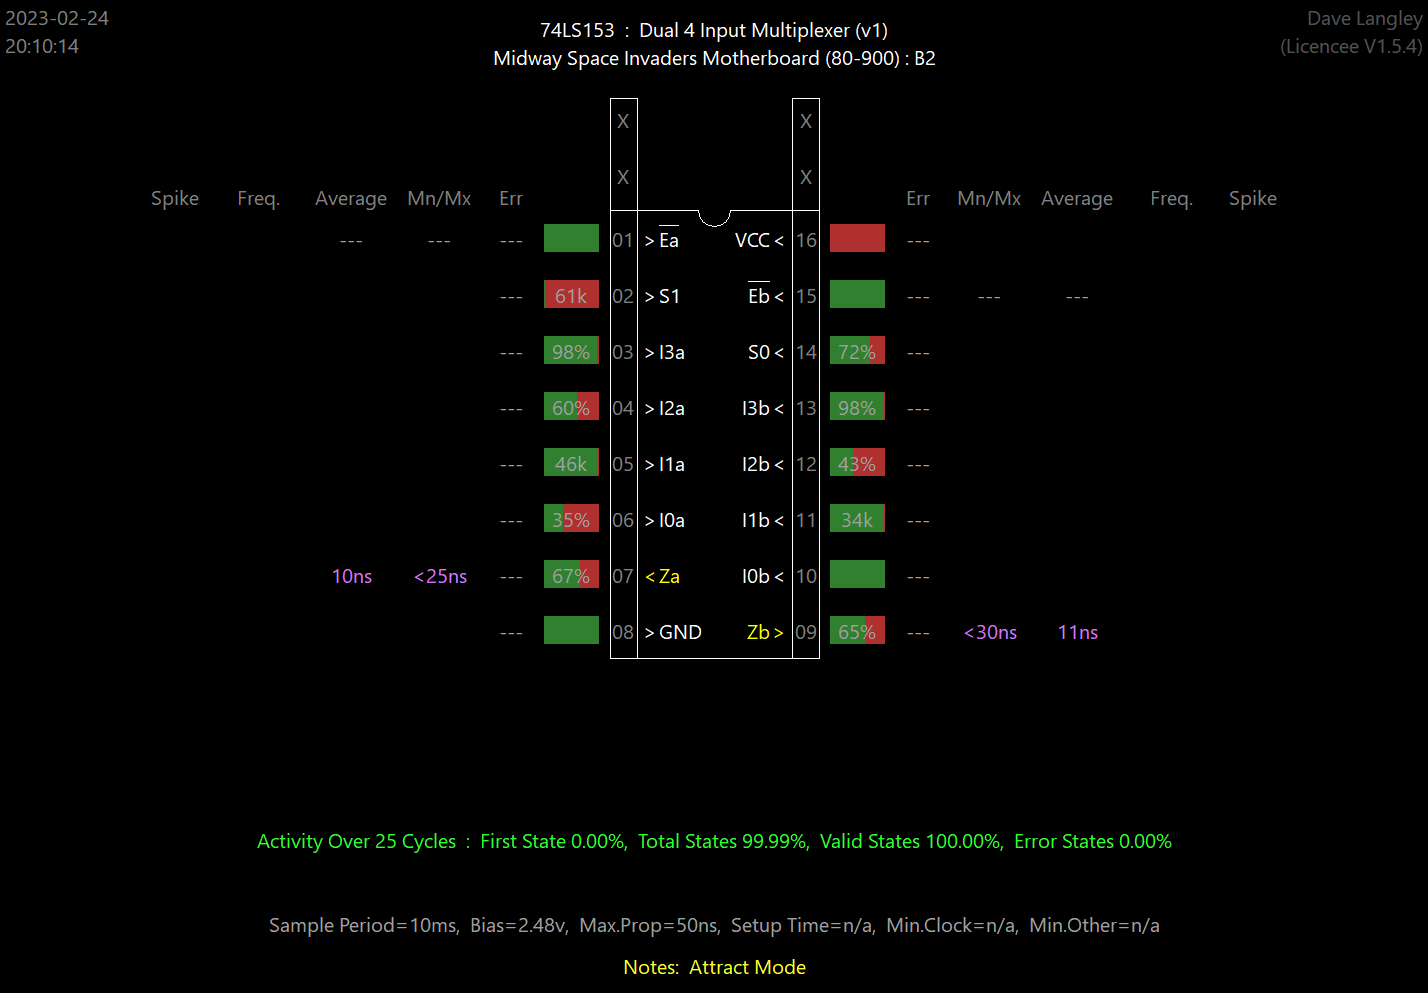 2023-02-24
20:10:14
74LS153 : Dual 4 Input Multiplexer (v1)
Midway Space Invaders Motherboard (80-900) : B2
Dave Langley
(Licencee V1.5.4)
X X
X X
Spike Freq. Average Mn/Mx Err Err Mn/Mx Average Freq. Spike
--- --- --- 01 > Ea VCC < 16 ---
--- 61k 02 > S1 Eb < 15 --- --- ---
--- 98% 03 > I3a S0 < 14 72% ---
--- 60% 04 > I2a I3b < 13 98% ---
--- 46k 05 > I1a I2b < 12 43% ---
--- 35% 06 > I0a I1b < 11 34k ---
10ns <25ns --- 67% 07 < Za I0b < 10 ---
--- 08 > GND Zb > 09 65% --- <30ns 11ns
Activity Over 25 Cycles : First State 0.00%, Total States 99.99%, Valid States 100.00%, Error States 0.00%
Sample Period=10ms, Bias=2.48v, Max.Prop=50ns, Setup Time=n/a, Min.Clock=n/a, Min.Other=n/a
Notes: Attract Mode